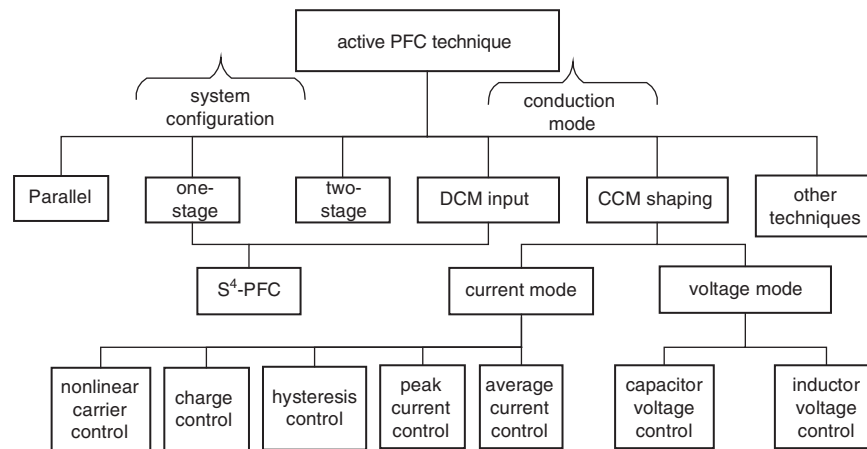 active PFC technique
system
configuration
conduction
mode
Parallel
one-
stage
two-
stage
DCM input
CCM shaping
other
techniques
S⁴-PFC
current mode
voltage mode
nonlinear
carrier
control
charge
control
hysteresis
control
peak
current
control
average
current
control
capacitor
voltage
control
inductor
voltage
control